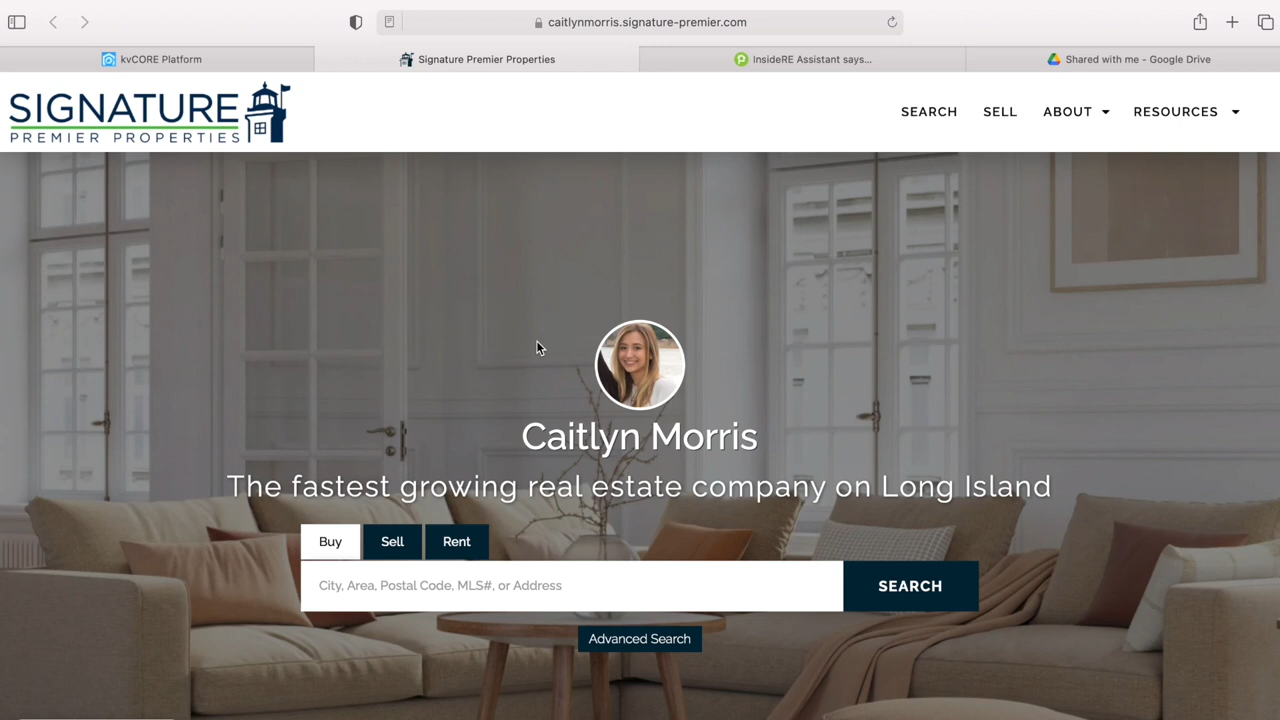 caitlynmorris.signature-premier.com
kvCORE Platform
Signature Premier Properties
InsideRE Assistant says...
Shared with me - Google Drive
SIGNATURE
PREMIER PROPERTIES
SEARCH
SELL
ABOUT
RESOURCES
Caitlyn Morris
The fastest growing real estate company on Long Island
Buy
Sell
Rent
City, Area, Postal Code, MLS#, or Address
SEARCH
Advanced Search